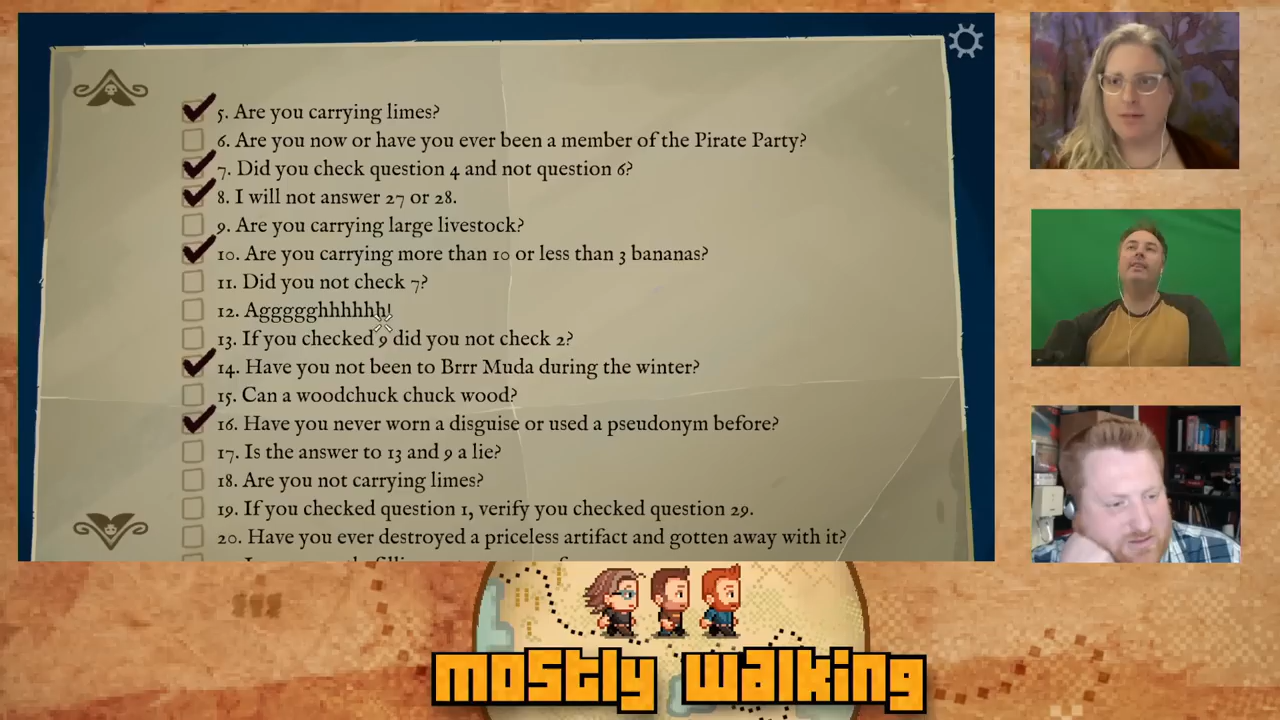 5. Are you carrying limes?
6. Are you now or have you ever been a member of the Pirate Party?
7. Did you check question 4 and not question 6?
8. I will not answer 27 or 28.
9. Are you carrying large livestock?
10. Are you carrying more than 10 or less than 3 bananas?
11. Did you not check 7?
12. Agggggghhhhhh!
13. If you checked 9 did you not check 2?
14. Have you not been to Brrr Muda during the winter?
15. Can a woodchuck chuck wood?
16. Have you never worn a disguise or used a pseudonym before?
17. Is the answer to 13 and 9 a lie?
18. Are you not carrying limes?
19. If you checked question 1, verify you checked question 29.
20. Have you ever destroyed a priceless artifact and gotten away with it?
mostly walking